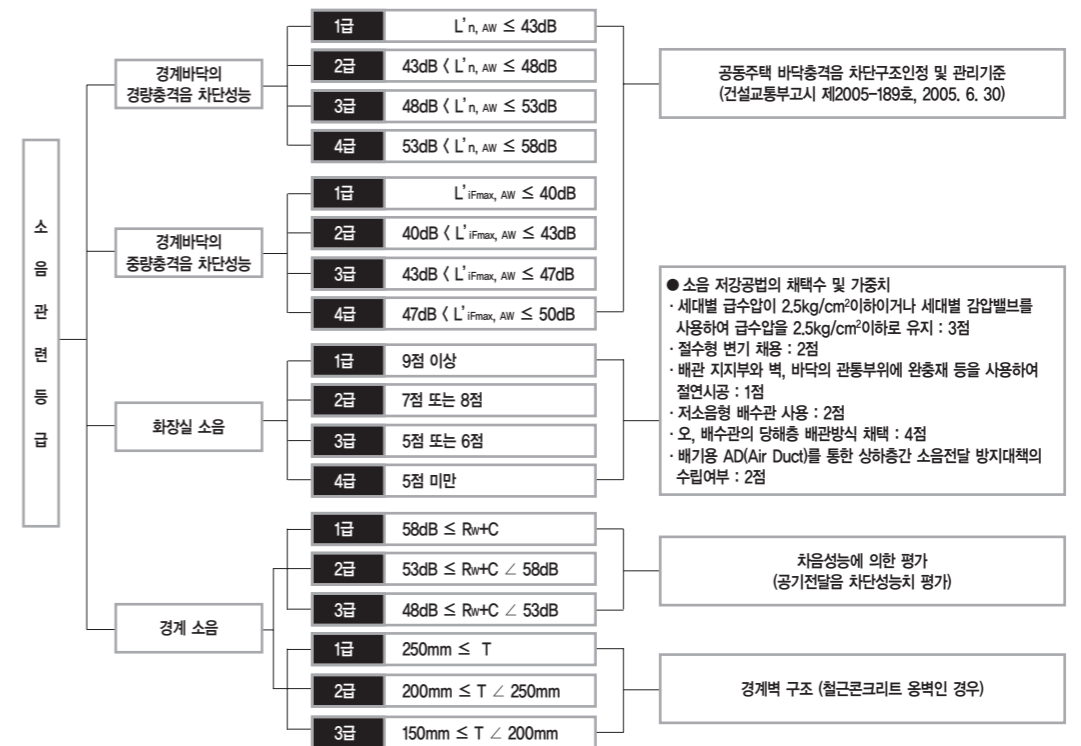 소음관련등급
경계바닥의
경량충격음 차단성능
1급 L'n, AW ≤ 43dB
2급 43dB < L'n, AW ≤ 48dB
3급 48dB < L'n, AW ≤ 53dB
4급 53dB < L'n, AW ≤ 58dB
공동주택 바닥충격음 차단구조인정 및 관리기준
(건설교통부고시 제2005-189호, 2005. 6. 30)
경계바닥의
중량충격음 차단성능
1급 L'iFmax, AW ≤ 40dB
2급 40dB < L'iFmax, AW ≤ 43dB
3급 43dB < L'iFmax, AW ≤ 47dB
4급 47dB < L'iFmax, AW ≤ 50dB
화장실 소음
1급 9점 이상
2급 7점 또는 8점
3급 5점 또는 6점
4급 5점 미만
● 소음 저강공법의 채택수 및 가중치
· 세대별 급수압이 2.5kg/cm²이하이거나 세대별 감압밸브를
사용하여 급수압을 2.5kg/cm²이하로 유지 : 3점
· 절수형 변기 채용 : 2점
· 배관 지지부와 벽, 바닥의 관통부위에 완충재 등을 사용하여
절연시공 : 1점
· 저소음형 배수관 사용 : 2점
· 오, 배수관의 당해층 배관방식 채택 : 4점
· 배기용 AD(Air Duct)를 통한 상하층간 소음전달 방지대책의
수립여부 : 2점
경계 소음
1급 58dB ≤ Rw+C
2급 53dB ≤ Rw+C ∠ 58dB
3급 48dB ≤ Rw+C ∠ 53dB
차음성능에 의한 평가
(공기전달음 차단성능치 평가)
1급 250mm ≤ T
2급 200mm ≤ T ∠ 250mm
3급 150mm ≤ T ∠ 200mm
경계벽 구조 (철근콘크리트 옹벽인 경우)